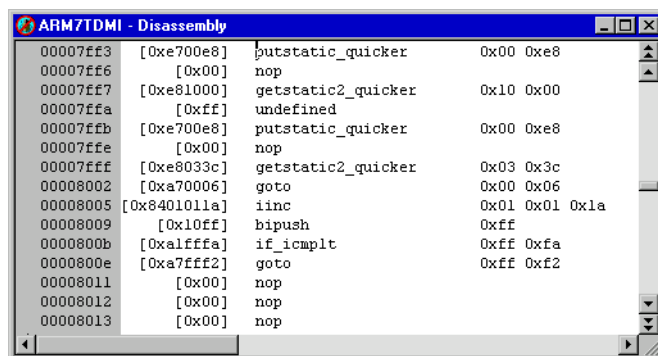 ARM7TDMI - Disassembly
00007ff3 [0xe700e8] putstatic_quicker 0x00 0xe8
00007ff6 [0x00] nop
00007ff7 [0xe81000] getstatic2_quicker 0x10 0x00
00007ffa [0xff] undefined
00007ffb [0xe700e8] putstatic_quicker 0x00 0xe8
00007ffe [0x00] nop
00007fff [0xe8033c] getstatic2_quicker 0x03 0x3c
00008002 [0xa70006] goto 0x00 0x06
00008005 [0x8401011a] iinc 0x01 0x01 0x1a
00008009 [0x10ff] bipush 0xff
0000800b [0xa1fffa] if_icmplt 0xff 0xfa
0000800e [0xa7fff2] goto 0xff 0xf2
00008011 [0x00] nop
00008012 [0x00] nop
00008013 [0x00] nop